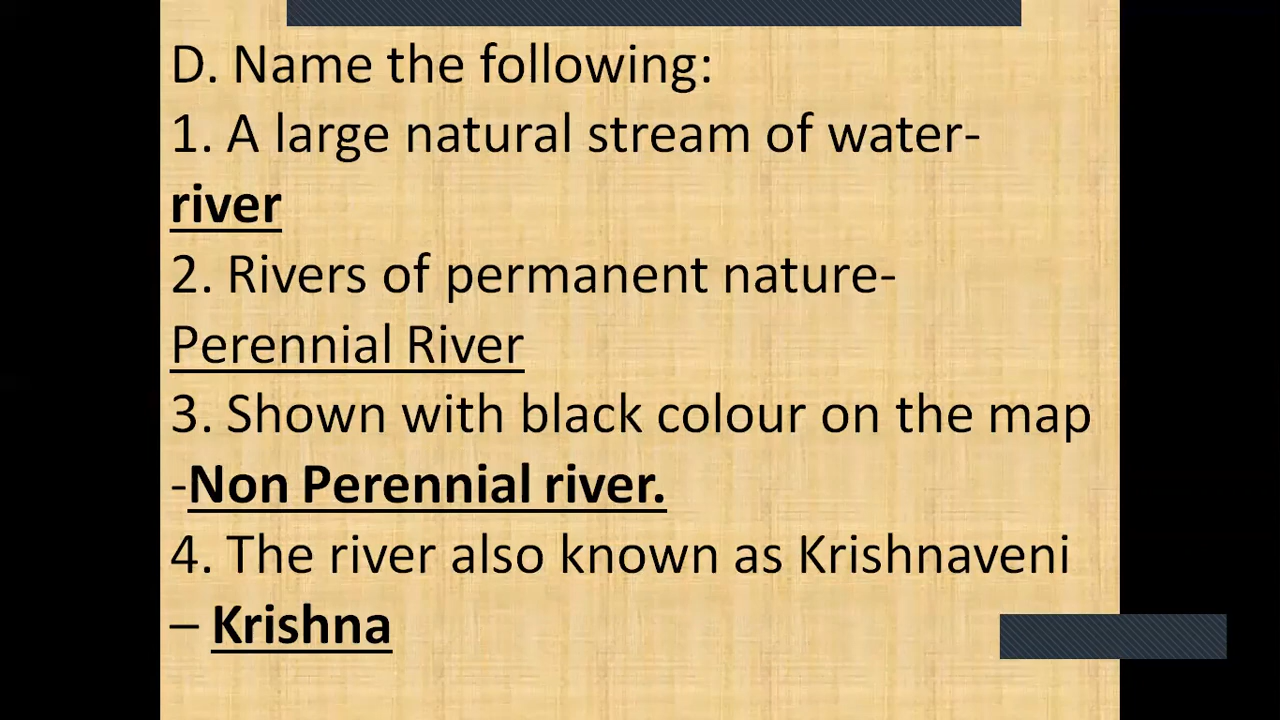 D. Name the following:
1. A large natural stream of water-
river
2. Rivers of permanent nature-
Perennial River
3. Shown with black colour on the map
-Non Perennial river.
4. The river also known as Krishnaveni
– Krishna